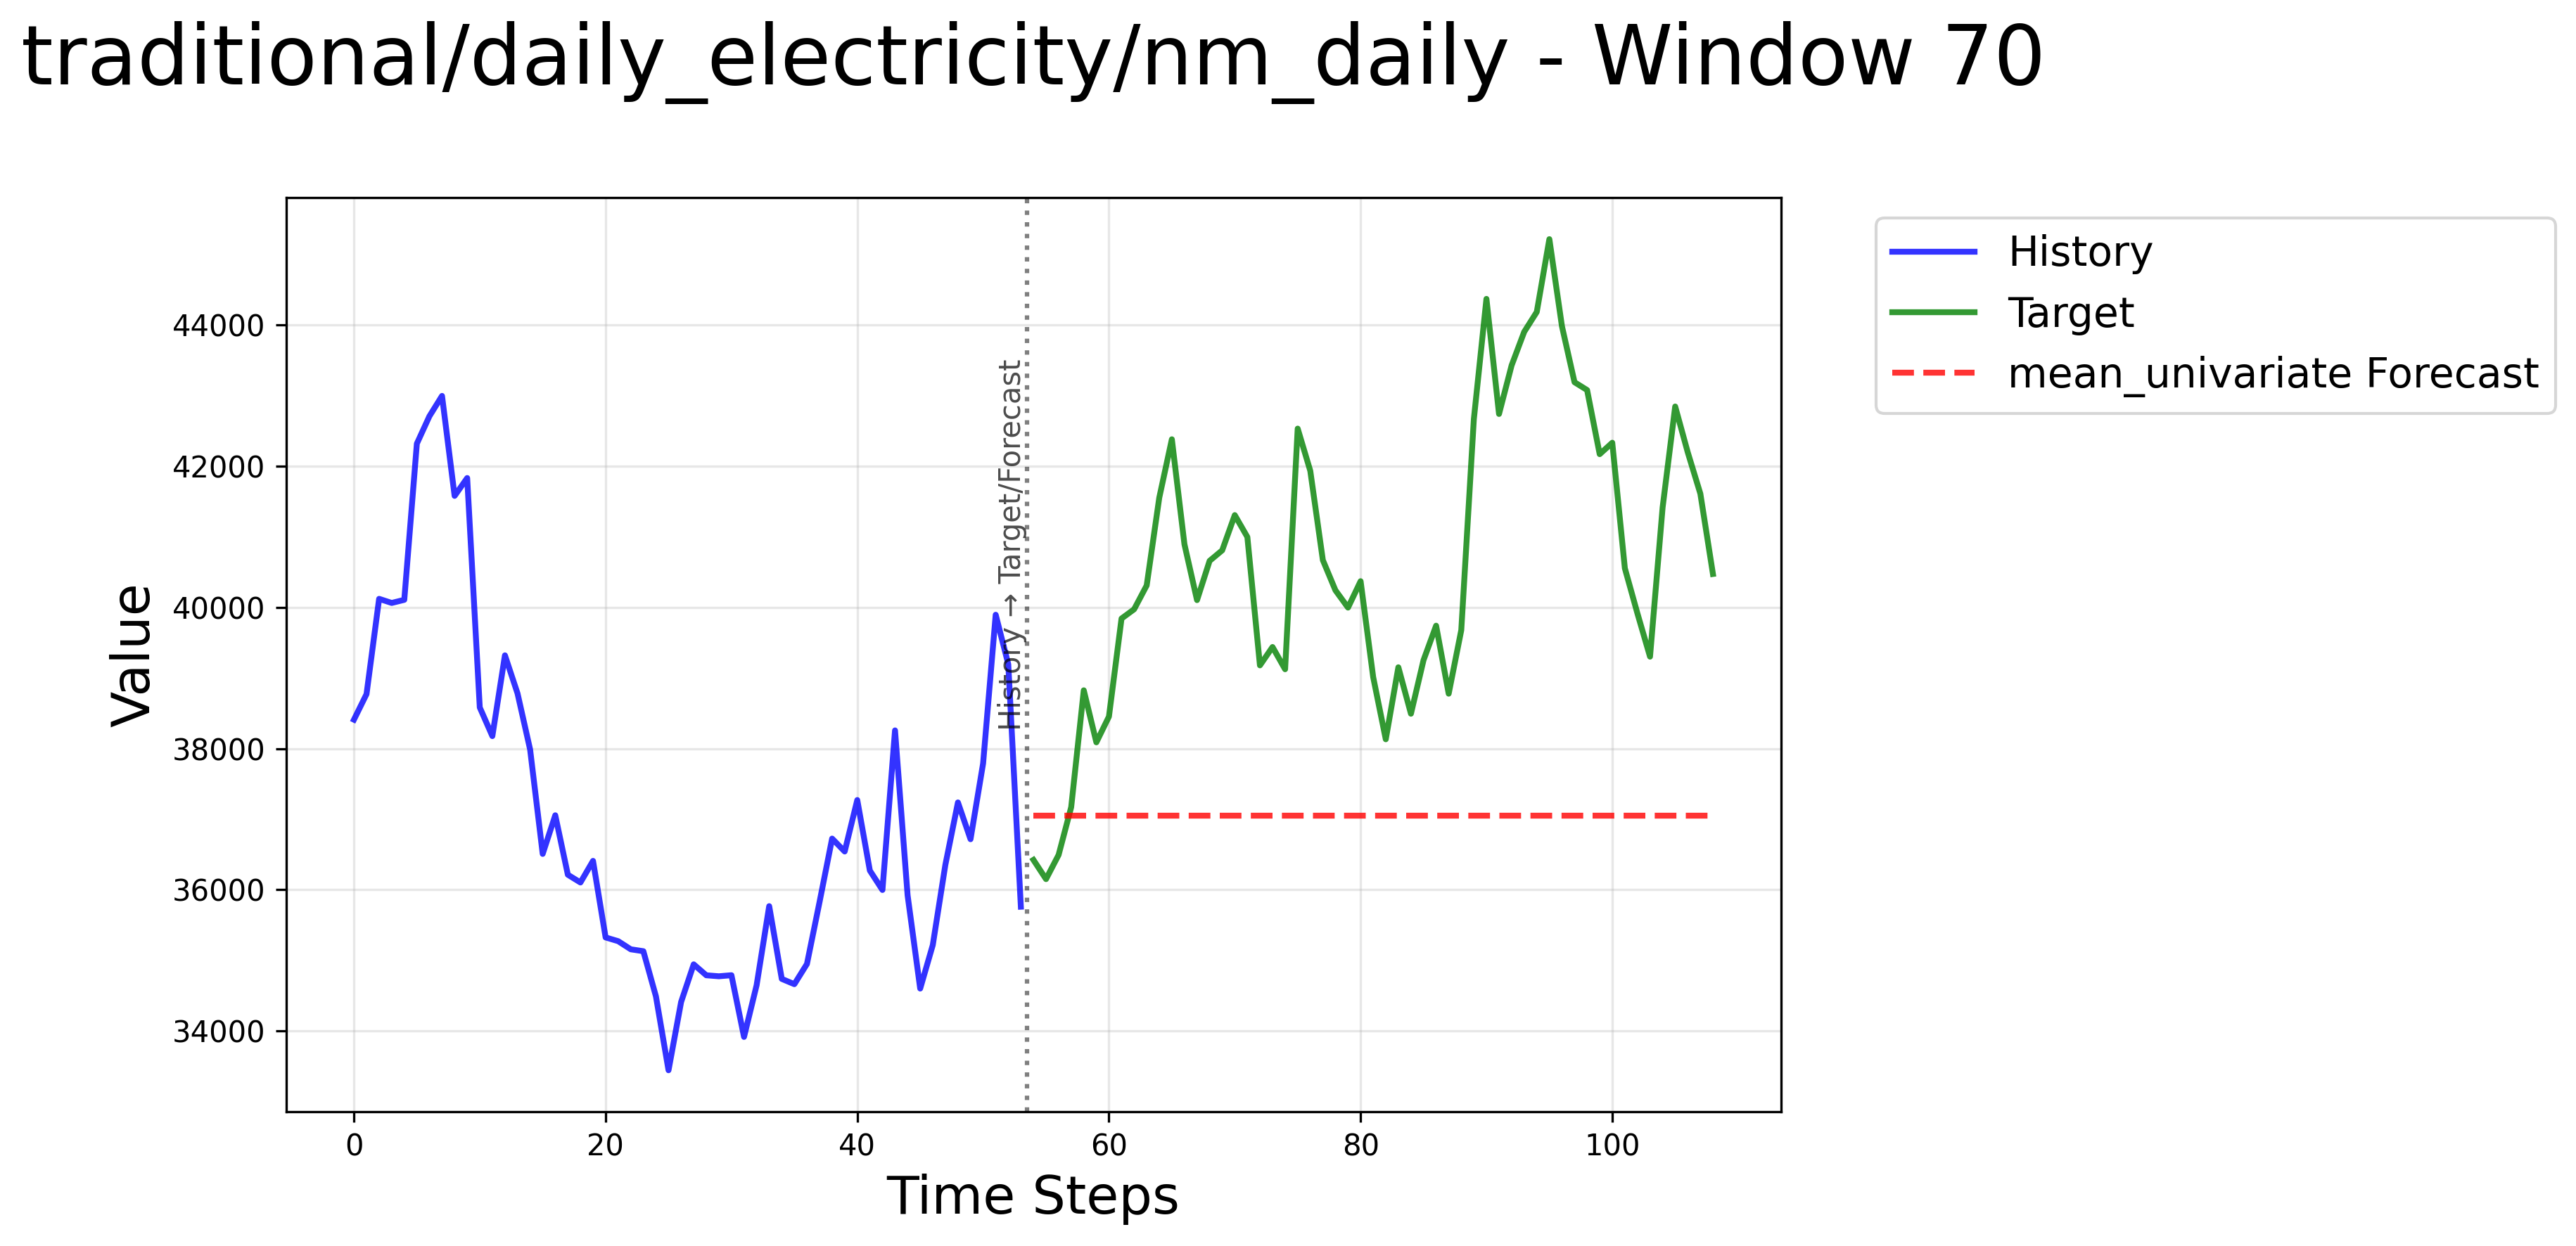 traditional/daily_electricity/nm_daily - Window 70
History
Target
mean_univariate Forecast
History → Target/Forecast
Value
44000
42000
40000
38000
36000
34000
0 20 40 60 80 100
Time Steps